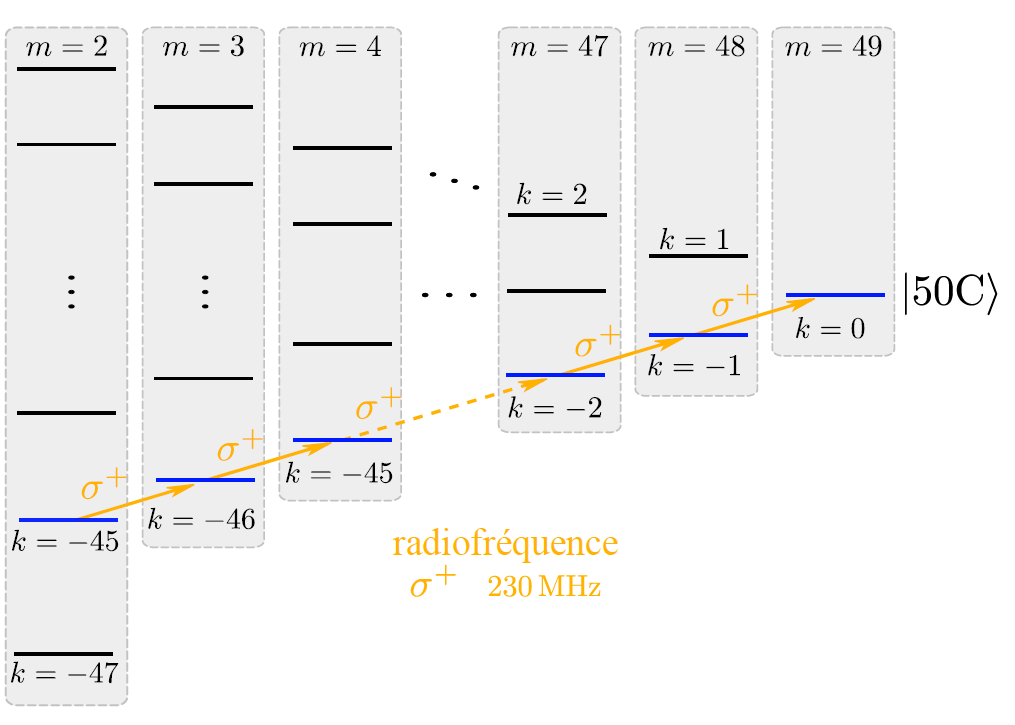 m = 2
m = 3
m = 4
m = 47
m = 48
m = 49
k = 2
k = 1
|50C⟩
σ+
k = 0
σ+
k = −1
σ+
k = −2
σ+
k = −45
σ+
k = −46
σ+
k = −45
radiofréquence
σ+ 230 MHz
k = −47